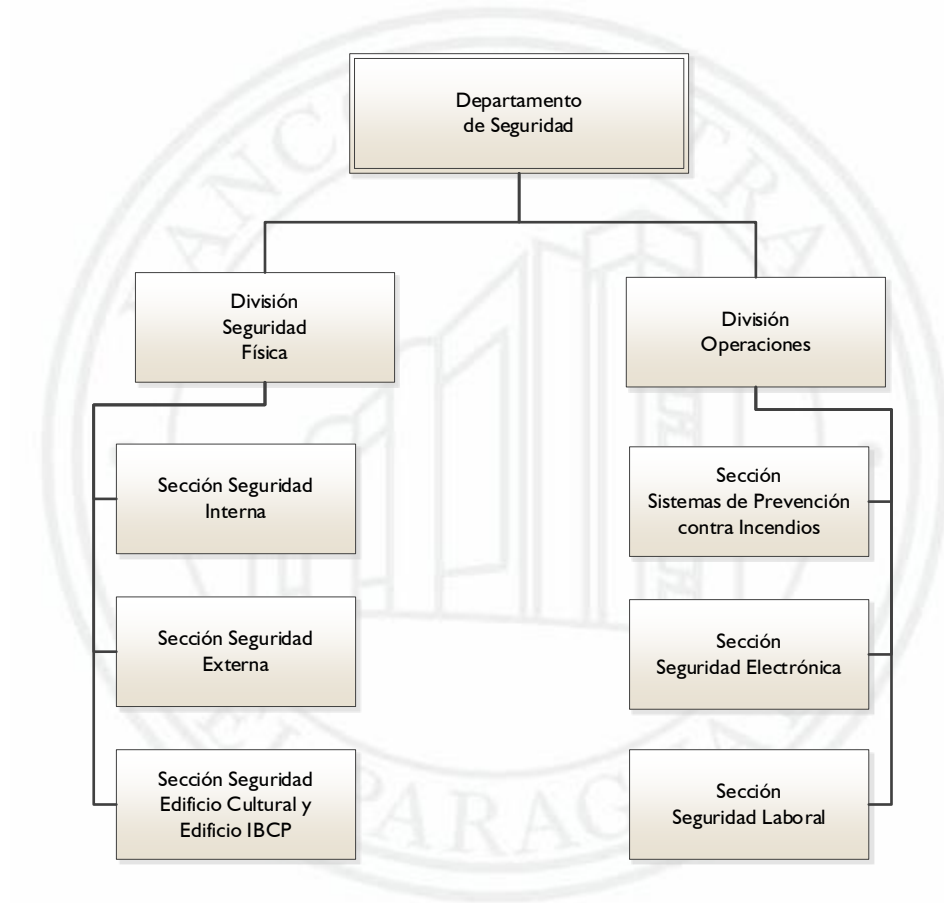 Departamento
de Seguridad
División
Seguridad
Física
División
Operaciones
Sección Seguridad
Interna
Sección
Sistemas de Prevención
contra Incendios
Sección Seguridad
Externa
Sección
Seguridad Electrónica
Sección Seguridad
Edificio Cultural y
Edificio IBCP
Sección
Seguridad Laboral